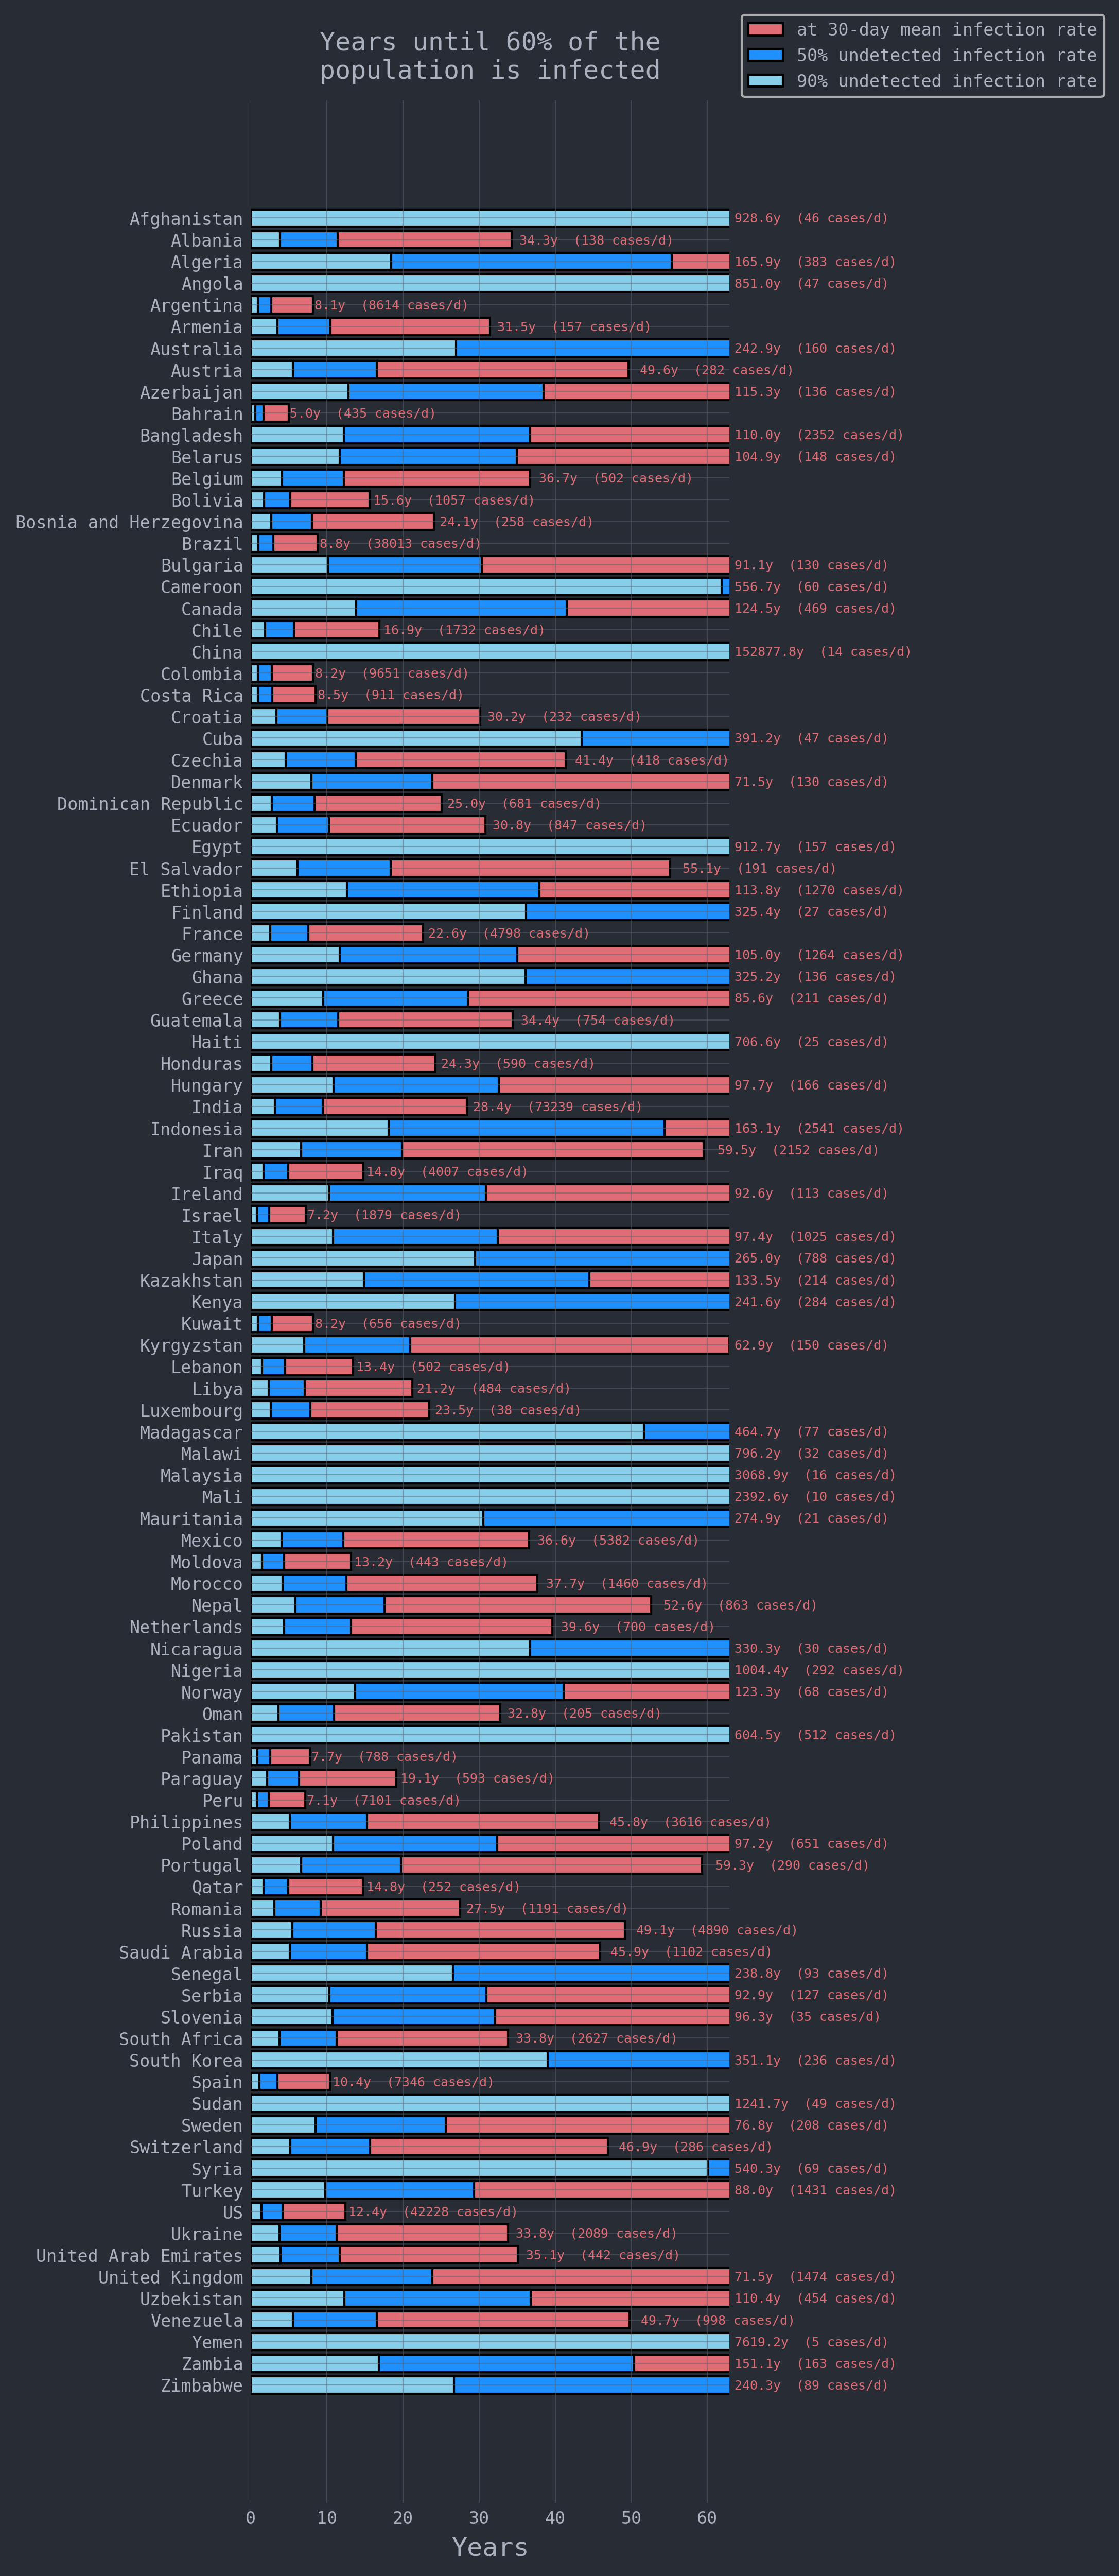 Years until 60% of the
population is infected
at 30-day mean infection rate
50% undetected infection rate
90% undetected infection rate
Afghanistan 928.6y (46 cases/d)
Albania 34.3y (138 cases/d)
Algeria 165.9y (383 cases/d)
Angola 851.0y (47 cases/d)
Argentina 8.1y (8614 cases/d)
Armenia 31.5y (157 cases/d)
Australia 242.9y (160 cases/d)
Austria 49.6y (282 cases/d)
Azerbaijan 115.3y (136 cases/d)
Bahrain 5.0y (435 cases/d)
Bangladesh 110.0y (2352 cases/d)
Belarus 104.9y (148 cases/d)
Belgium 36.7y (502 cases/d)
Bolivia 15.6y (1057 cases/d)
Bosnia and Herzegovina 24.1y (258 cases/d)
Brazil 8.8y (38013 cases/d)
Bulgaria 91.1y (130 cases/d)
Cameroon 556.7y (60 cases/d)
Canada 124.5y (469 cases/d)
Chile 16.9y (1732 cases/d)
China 152877.8y (14 cases/d)
Colombia 8.2y (9651 cases/d)
Costa Rica 8.5y (911 cases/d)
Croatia 30.2y (232 cases/d)
Cuba 391.2y (47 cases/d)
Czechia 41.4y (418 cases/d)
Denmark 71.5y (130 cases/d)
Dominican Republic 25.0y (681 cases/d)
Ecuador 30.8y (847 cases/d)
Egypt 912.7y (157 cases/d)
El Salvador 55.1y (191 cases/d)
Ethiopia 113.8y (1270 cases/d)
Finland 325.4y (27 cases/d)
France 22.6y (4798 cases/d)
Germany 105.0y (1264 cases/d)
Ghana 325.2y (136 cases/d)
Greece 85.6y (211 cases/d)
Guatemala 34.4y (754 cases/d)
Haiti 706.6y (25 cases/d)
Honduras 24.3y (590 cases/d)
Hungary 97.7y (166 cases/d)
India 28.4y (73239 cases/d)
Indonesia 163.1y (2541 cases/d)
Iran 59.5y (2152 cases/d)
Iraq 14.8y (4007 cases/d)
Ireland 92.6y (113 cases/d)
Israel 7.2y (1879 cases/d)
Italy 97.4y (1025 cases/d)
Japan 265.0y (788 cases/d)
Kazakhstan 133.5y (214 cases/d)
Kenya 241.6y (284 cases/d)
Kuwait 8.2y (656 cases/d)
Kyrgyzstan 62.9y (150 cases/d)
Lebanon 13.4y (502 cases/d)
Libya 21.2y (484 cases/d)
Luxembourg 23.5y (38 cases/d)
Madagascar 464.7y (77 cases/d)
Malawi 796.2y (32 cases/d)
Malaysia 3068.9y (16 cases/d)
Mali 2392.6y (10 cases/d)
Mauritania 274.9y (21 cases/d)
Mexico 36.6y (5382 cases/d)
Moldova 13.2y (443 cases/d)
Morocco 37.7y (1460 cases/d)
Nepal 52.6y (863 cases/d)
Netherlands 39.6y (700 cases/d)
Nicaragua 330.3y (30 cases/d)
Nigeria 1004.4y (292 cases/d)
Norway 123.3y (68 cases/d)
Oman 32.8y (205 cases/d)
Pakistan 604.5y (512 cases/d)
Panama 7.7y (788 cases/d)
Paraguay 19.1y (593 cases/d)
Peru 7.1y (7101 cases/d)
Philippines 45.8y (3616 cases/d)
Poland 97.2y (651 cases/d)
Portugal 59.3y (290 cases/d)
Qatar 14.8y (252 cases/d)
Romania 27.5y (1191 cases/d)
Russia 49.1y (4890 cases/d)
Saudi Arabia 45.9y (1102 cases/d)
Senegal 238.8y (93 cases/d)
Serbia 92.9y (127 cases/d)
Slovenia 96.3y (35 cases/d)
South Africa 33.8y (2627 cases/d)
South Korea 351.1y (236 cases/d)
Spain 10.4y (7346 cases/d)
Sudan 1241.7y (49 cases/d)
Sweden 76.8y (208 cases/d)
Switzerland 46.9y (286 cases/d)
Syria 540.3y (69 cases/d)
Turkey 88.0y (1431 cases/d)
US 12.4y (42228 cases/d)
Ukraine 33.8y (2089 cases/d)
United Arab Emirates 35.1y (442 cases/d)
United Kingdom 71.5y (1474 cases/d)
Uzbekistan 110.4y (454 cases/d)
Venezuela 49.7y (998 cases/d)
Yemen 7619.2y (5 cases/d)
Zambia 151.1y (163 cases/d)
Zimbabwe 240.3y (89 cases/d)
0 10 20 30 40 50 60
Years